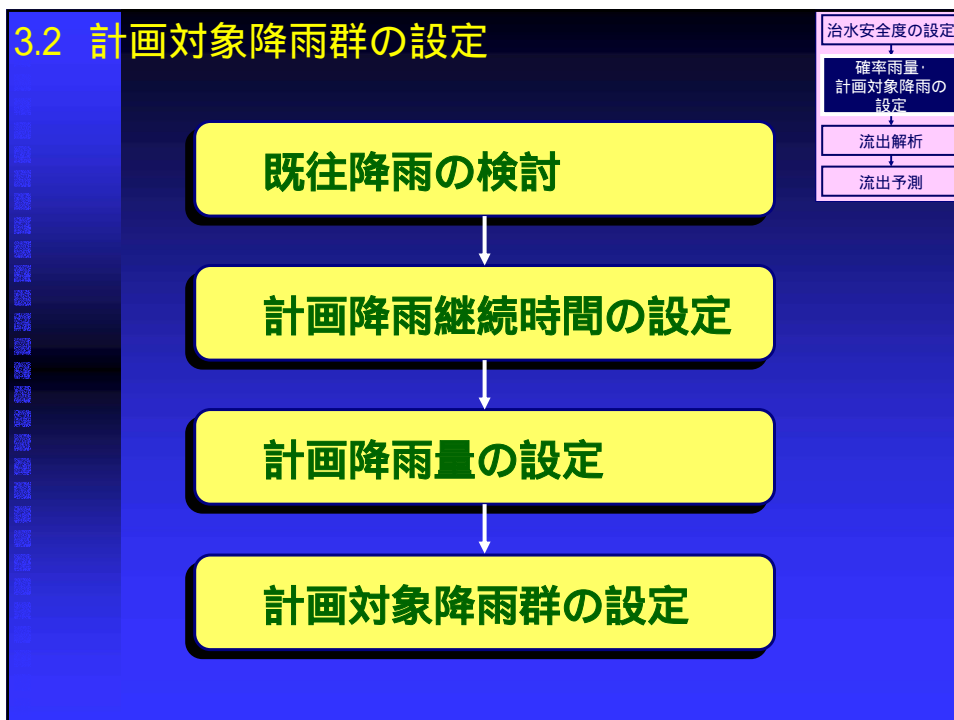 3.2 計画対象降雨群の設定
治水安全度の設定
確率雨量・
計画対象降雨の
設定
流出解析
流出予測
既往降雨の検討
計画降雨継続時間の設定
計画降雨量の設定
計画対象降雨群の設定